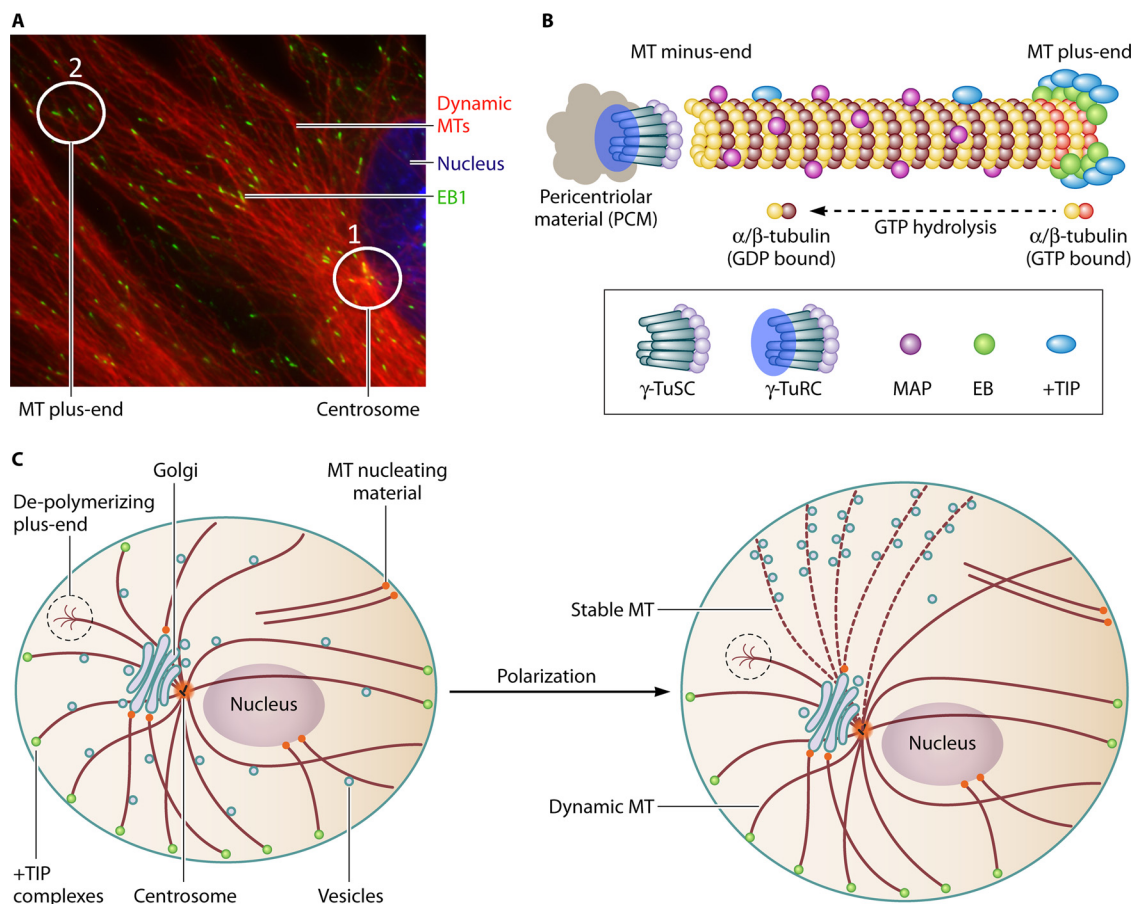 A
2
1
Dynamic
MTs
Nucleus
EB1
MT plus-end
Centrosome
B
MT minus-end
MT plus-end
Pericentriolar
material (PCM)
GTP hydrolysis
α/β-tubulin
(GDP bound)
α/β-tubulin
(GTP bound)
γ-TuSC
γ-TuRC
MAP
EB
+TIP
C
Golgi
MT nucleating
material
De-polymerizing
plus-end
Nucleus
+TIP
complexes
Centrosome
Vesicles
Polarization
Stable MT
Nucleus
Dynamic MT